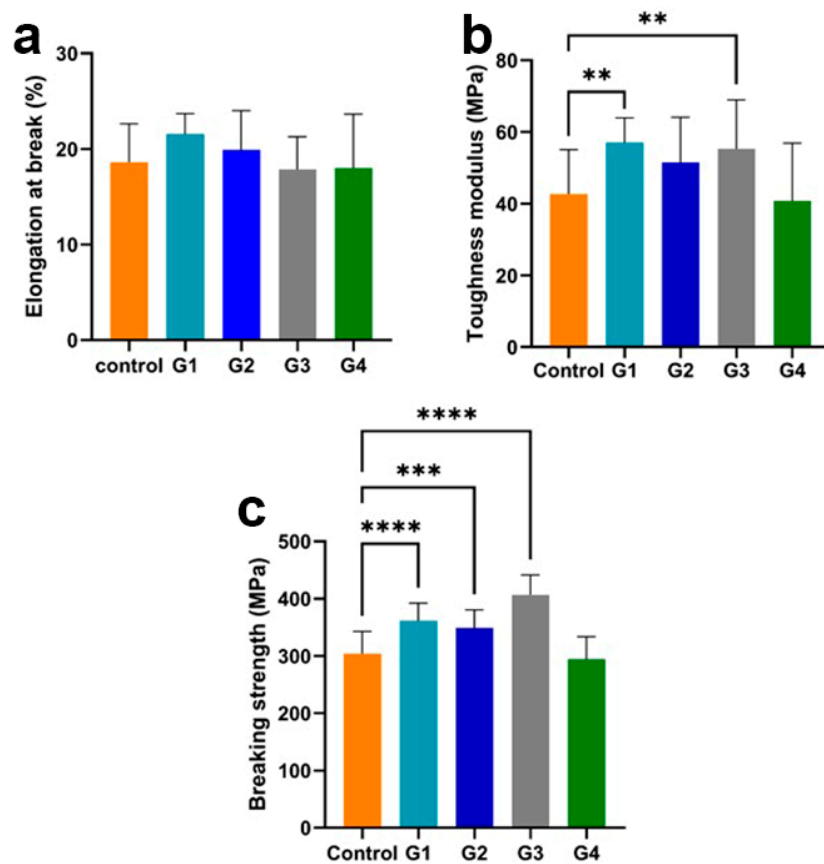 a
Elongation at break (%)
30
20
10
0
control G1 G2 G3 G4
b
Toughness modulus (MPa)
80
60
40
20
0
**
**
Control G1 G2 G3 G4
c
Breaking strength (MPa)
500
400
300
200
100
0
****
***
****
Control G1 G2 G3 G4